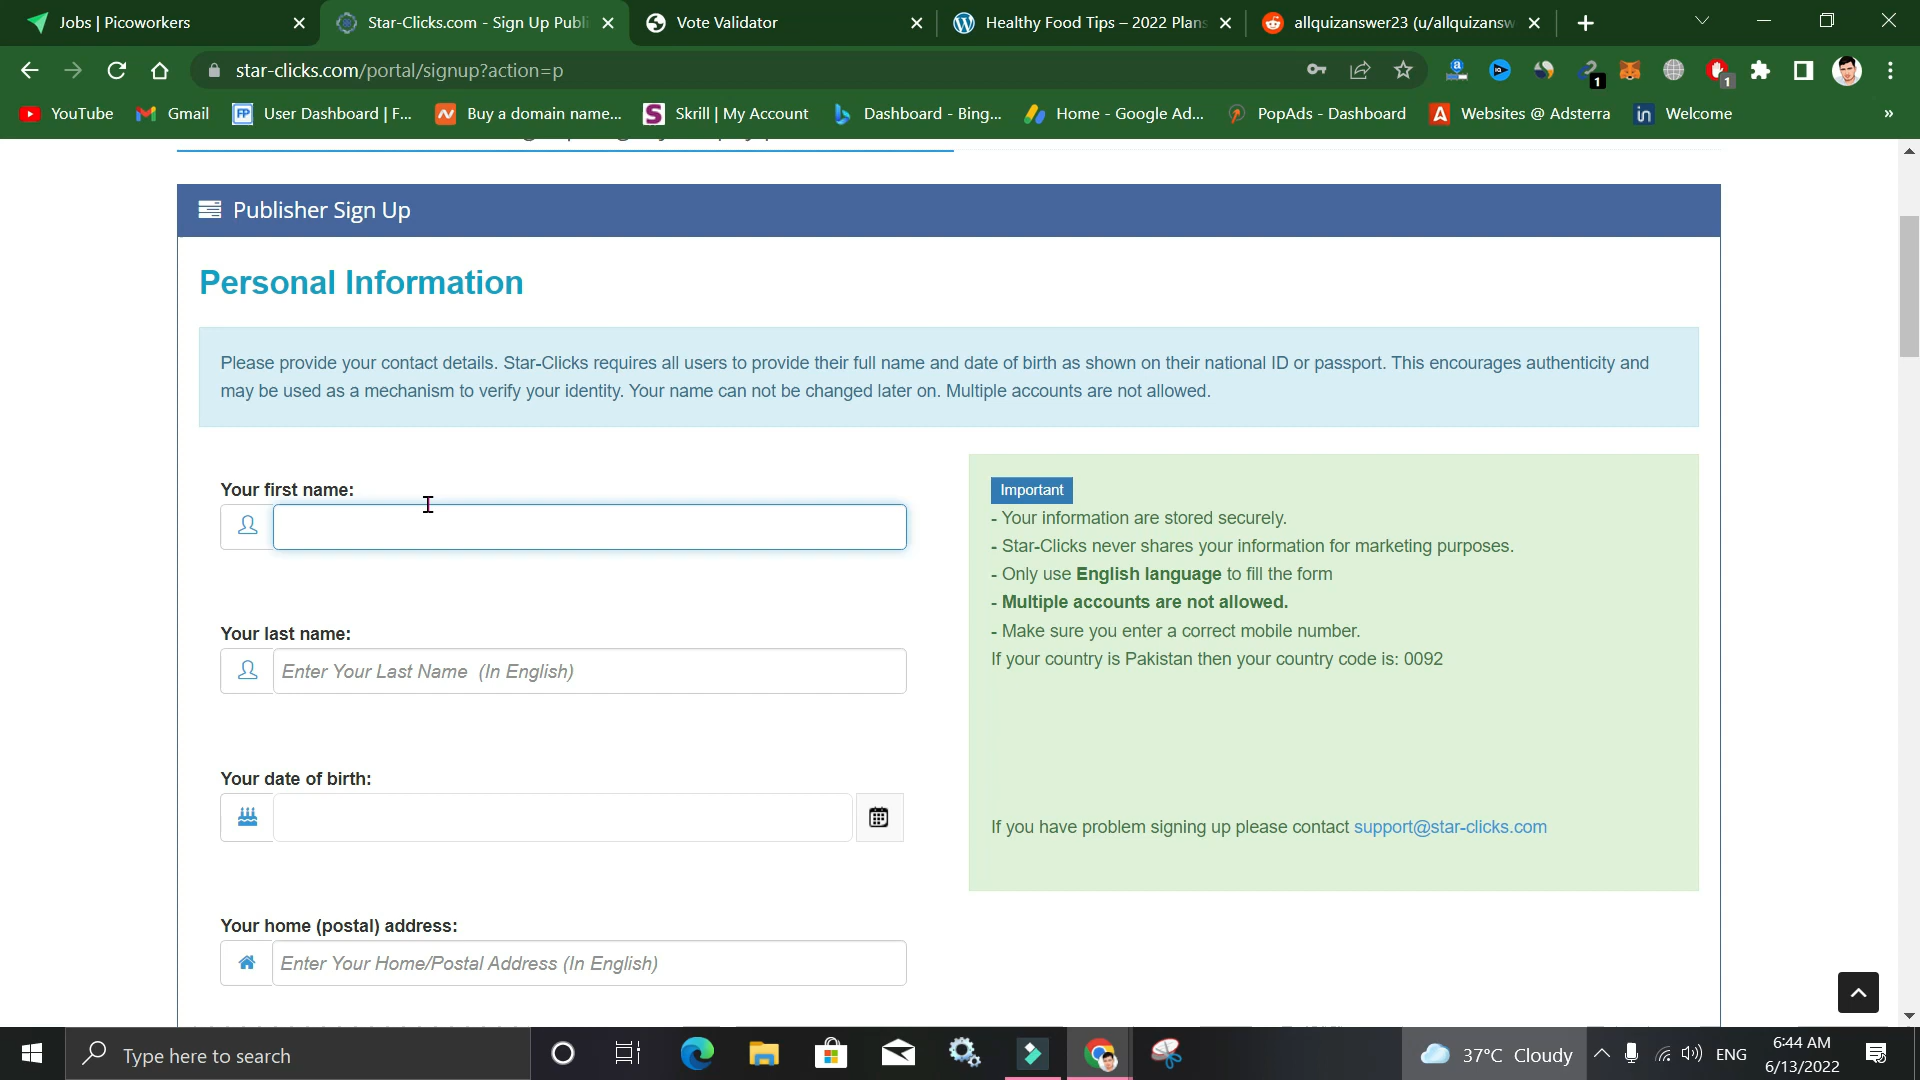 Jobs | Picoworkers
Star-Clicks.com - Sign Up Publi
Vote Validator
Healthy Food Tips – 2022 Plans
allquizanswer23 (u/allquizansw
star-clicks.com/portal/signup?action=p
1
1
YouTube
Gmail
User Dashboard | F...
Buy a domain name...
Skrill | My Account
Dashboard - Bing...
Home - Google Ad...
PopAds - Dashboard
Websites @ Adsterra
Welcome
»
Publisher Sign Up
Personal Information
Please provide your contact details. Star-Clicks requires all users to provide their full name and date of birth as shown on their national ID or passport. This encourages authenticity and
may be used as a mechanism to verify your identity. Your name can not be changed later on. Multiple accounts are not allowed.
Your first name:
Your last name:
Enter Your Last Name (In English)
Your date of birth:
Your home (postal) address:
Enter Your Home/Postal Address (In English)
Important
- Your information are stored securely.
- Star-Clicks never shares your information for marketing purposes.
- Only use English language to fill the form
- Multiple accounts are not allowed.
- Make sure you enter a correct mobile number.
If your country is Pakistan then your country code is: 0092
If you have problem signing up please contact support@star-clicks.com
Type here to search
37°C Cloudy
ENG
6:44 AM
6/13/2022